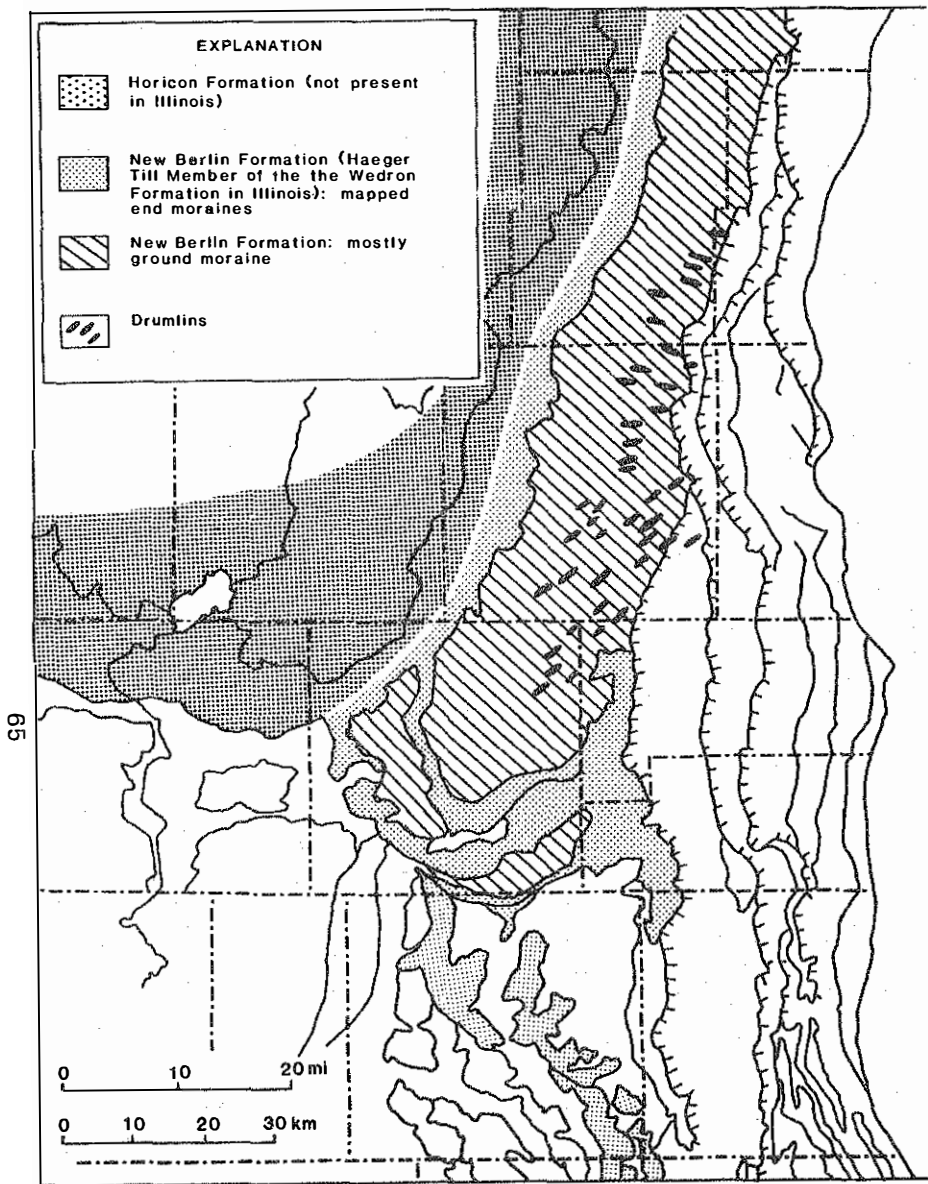 EXPLANATION
Horicon Formation (not present
in Illinois)
New Berlin Formation (Haeger
Till Member of the the Wedron
Formation in Illinois): mapped
end moraines
New Berlin Formation: mostly
ground moraine
Drumlins
65
0 10 20 mi
0 10 20 30 km